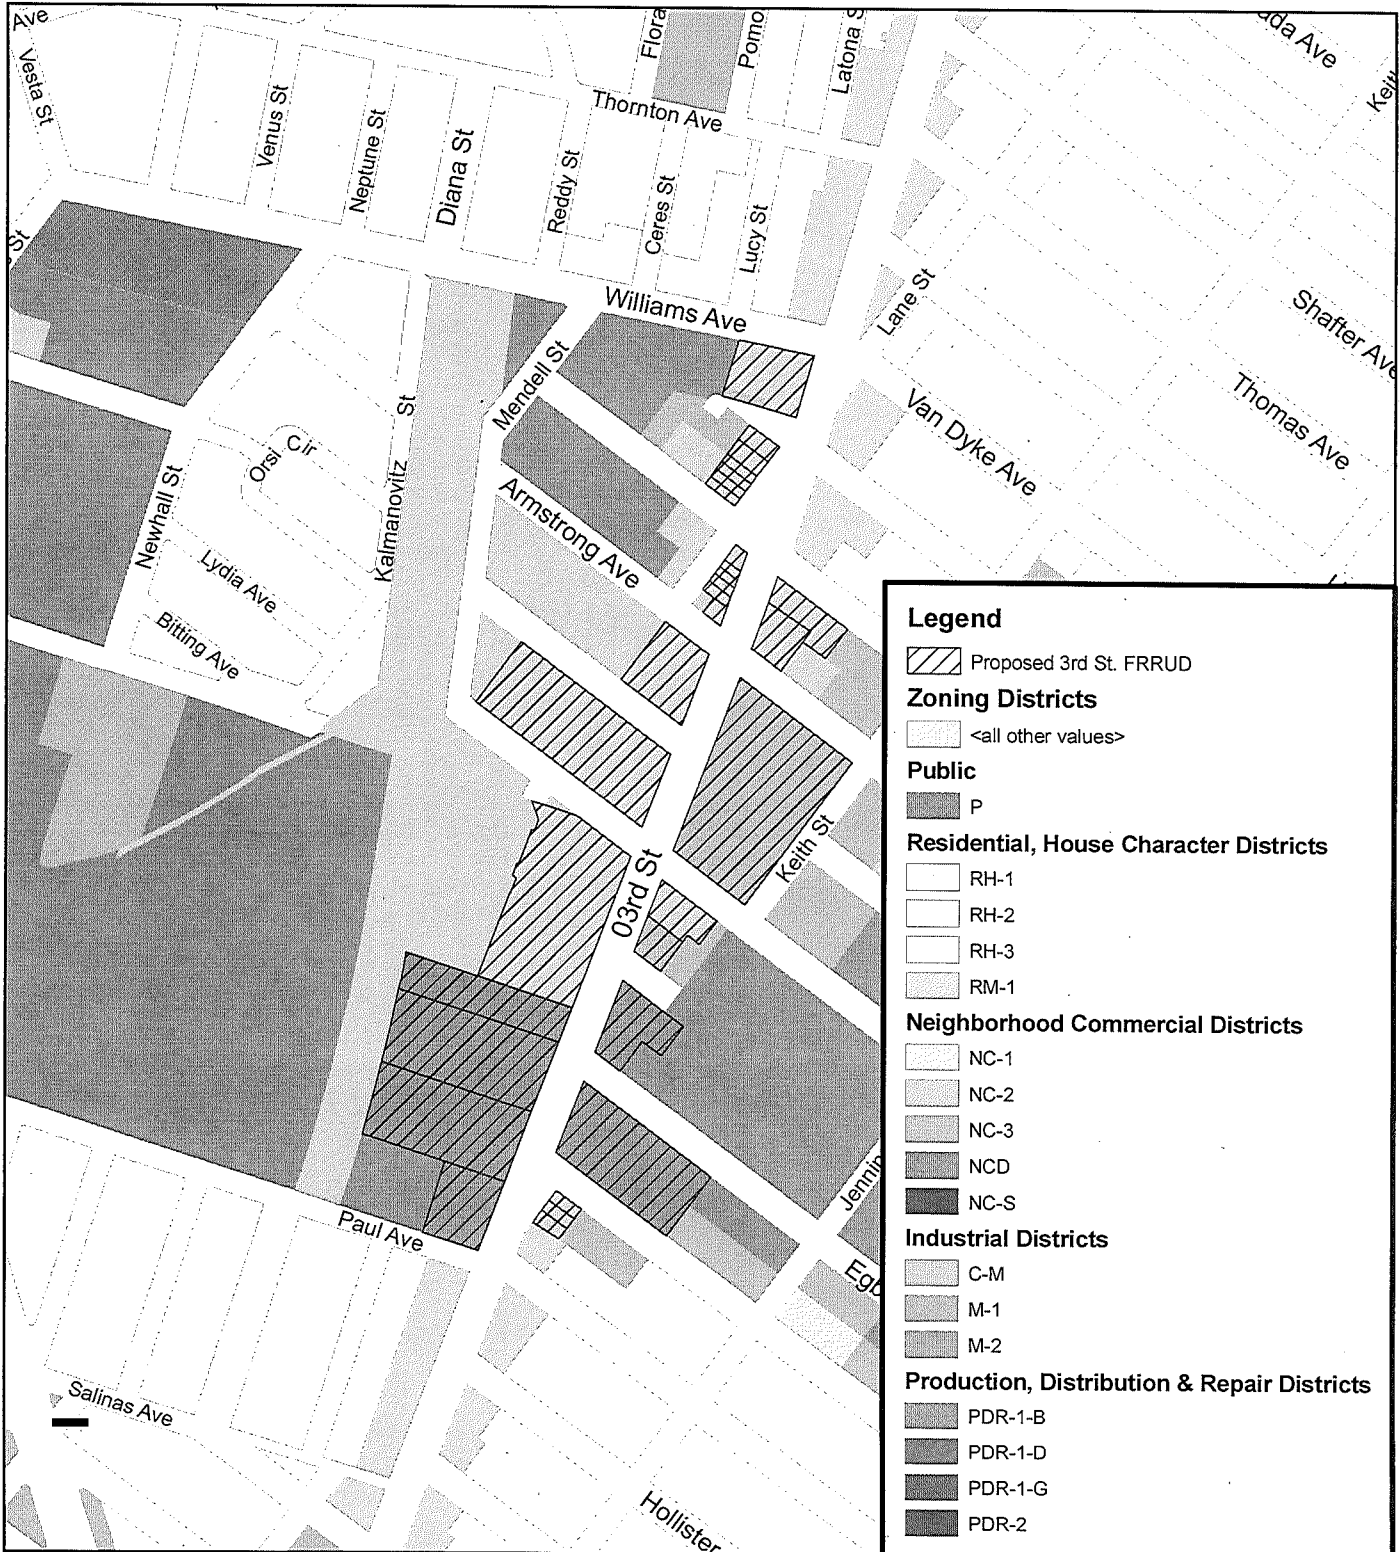 Ave
Vesta St
Venus St
Neptune St
Diana St
Reddy St
Ceres St
Lucy St
Flora
Pomo
Latona S
Thornton Ave
ada Ave
Keith
St
Williams Ave
Lane St
Shafter Ave
Thomas Ave
Van Dyke Ave
Mendell St
Armstrong Ave
Orsi Cir
Kalmanovitz St
Newhall St
Lydia Ave
Bitting Ave
03rd St
Keith St
Jennin
Egb
Paul Ave
Salinas Ave
Hollister
Legend
Proposed 3rd St. FRRUD
Zoning Districts
<all other values>
Public
P
Residential, House Character Districts
RH-1
RH-2
RH-3
RM-1
Neighborhood Commercial Districts
NC-1
NC-2
NC-3
NCD
NC-S
Industrial Districts
C-M
M-1
M-2
Production, Distribution & Repair Districts
PDR-1-B
PDR-1-D
PDR-1-G
PDR-2